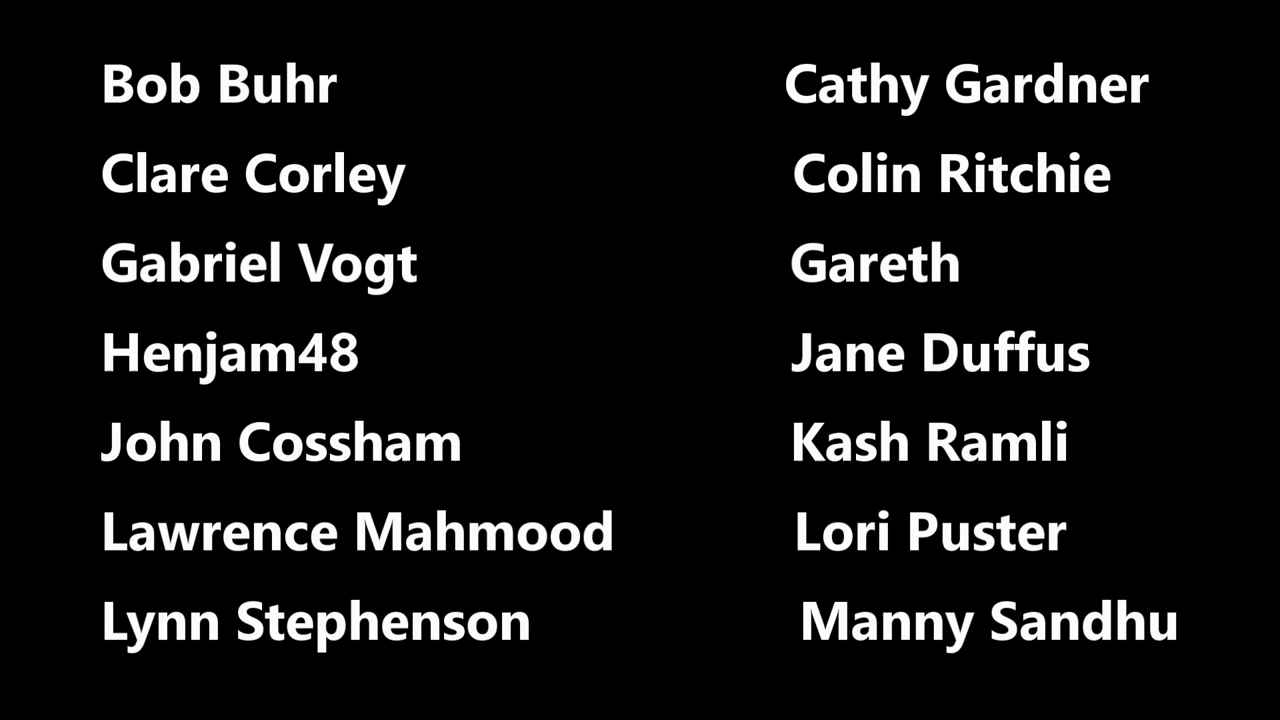 Bob Buhr Cathy Gardner
Clare Corley Colin Ritchie
Gabriel Vogt Gareth
Henjam48 Jane Duffus
John Cossham Kash Ramli
Lawrence Mahmood Lori Puster
Lynn Stephenson Manny Sandhu